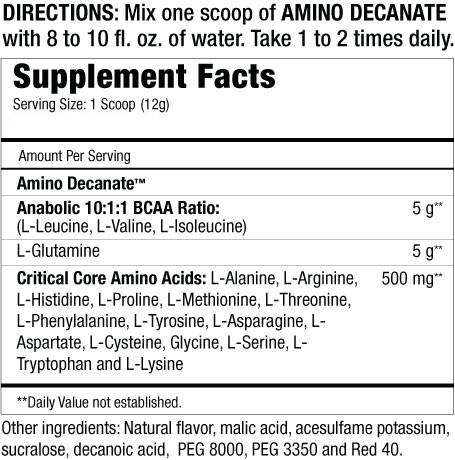 DIRECTIONS: Mix one scoop of AMINO DECANATE
with 8 to 10 fl. oz. of water. Take 1 to 2 times daily.
Supplement Facts
Serving Size: 1 Scoop (12g)
Amount Per Serving
Amino Decanate™
Anabolic 10:1:1 BCAA Ratio: 5 g**
(L-Leucine, L-Valine, L-Isoleucine)
L-Glutamine 5 g**
Critical Core Amino Acids: L-Alanine, L-Arginine, 500 mg**
L-Histidine, L-Proline, L-Methionine, L-Threonine,
L-Phenylalanine, L-Tyrosine, L-Asparagine, L-
Aspartate, L-Cysteine, Glycine, L-Serine, L-
Tryptophan and L-Lysine
**Daily Value not established.
Other ingredients: Natural flavor, malic acid, acesulfame potassium,
sucralose, decanoic acid, PEG 8000, PEG 3350 and Red 40.